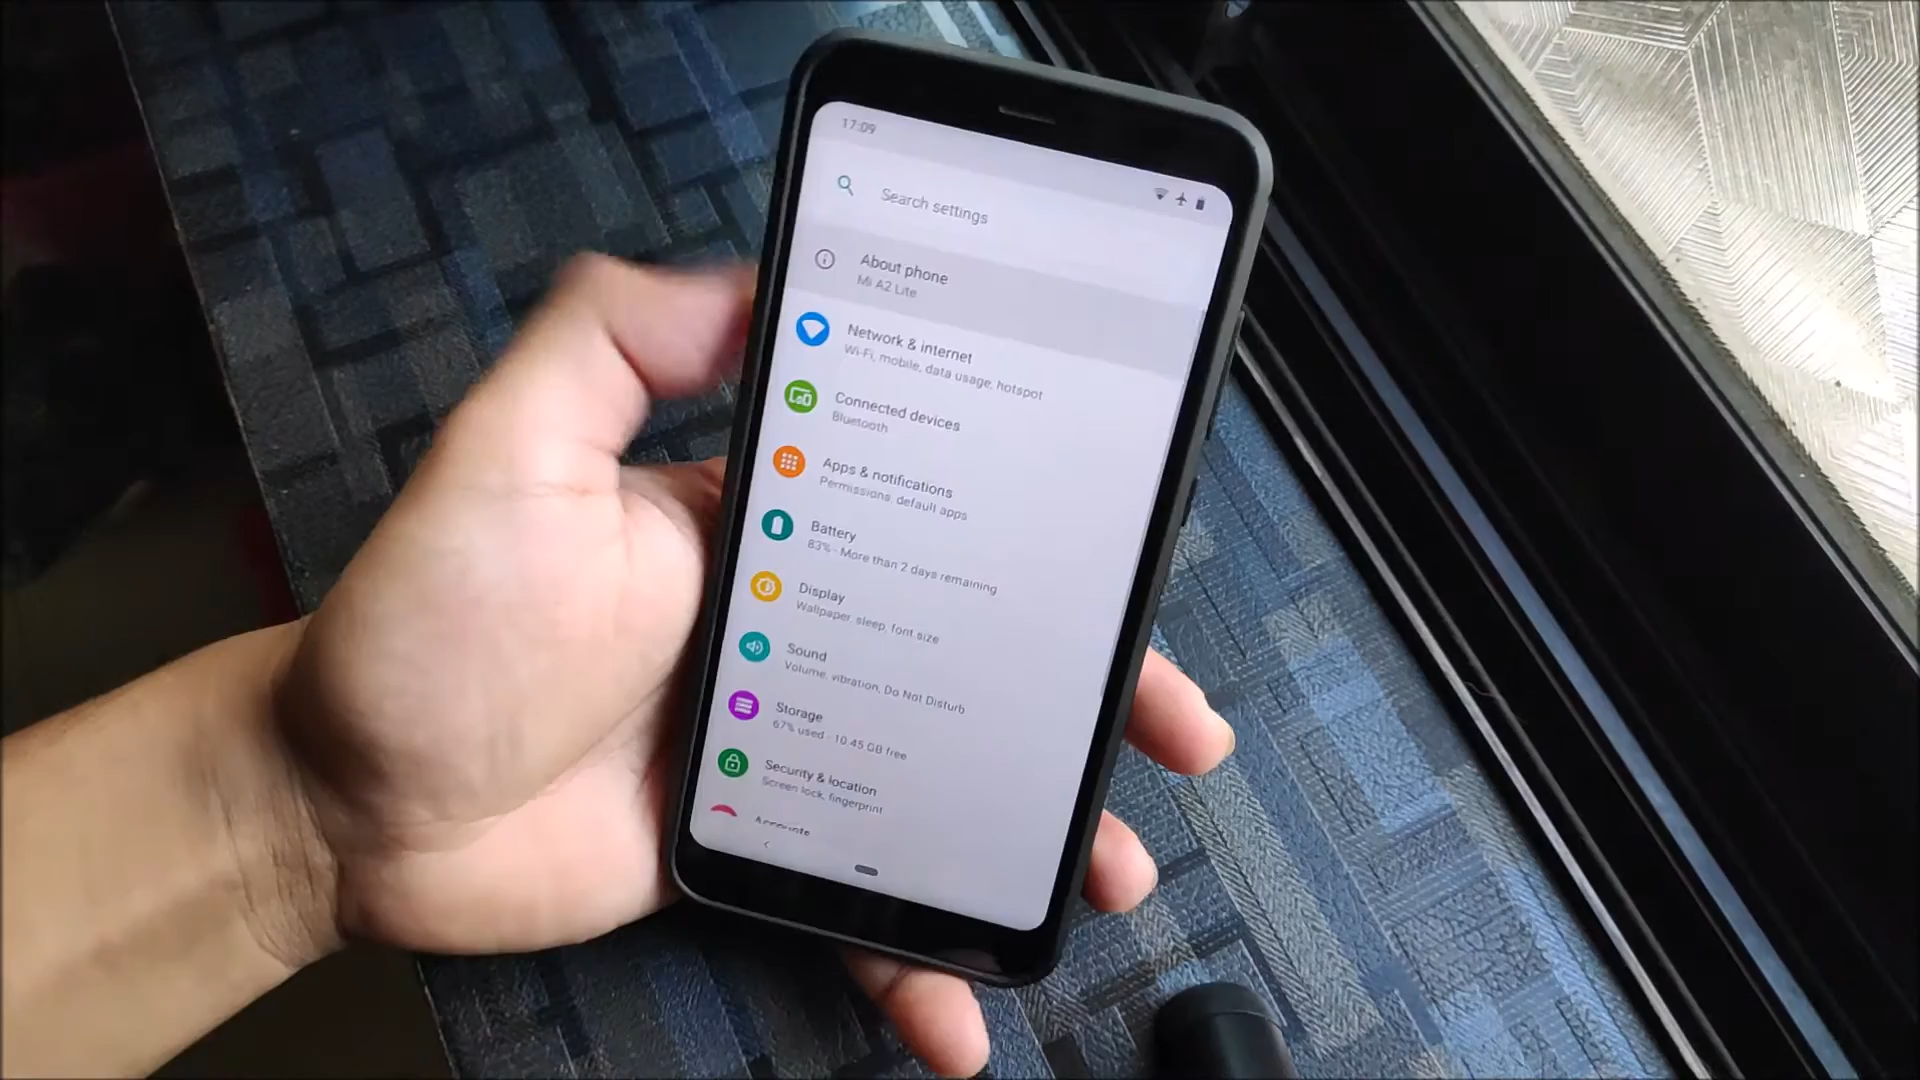 17:09
Search settings
About phone
Mi A2 Lite
Network & internet
Wi-Fi, mobile, data usage, hotspot
Connected devices
Bluetooth
Apps & notifications
Permissions, default apps
Battery
83% - More than 2 days remaining
Display
Wallpaper, sleep, font size
Sound
Volume, vibration, Do Not Disturb
Storage
67% used - 10.45 GB free
Security & location
Screen lock, fingerprint
Accounts